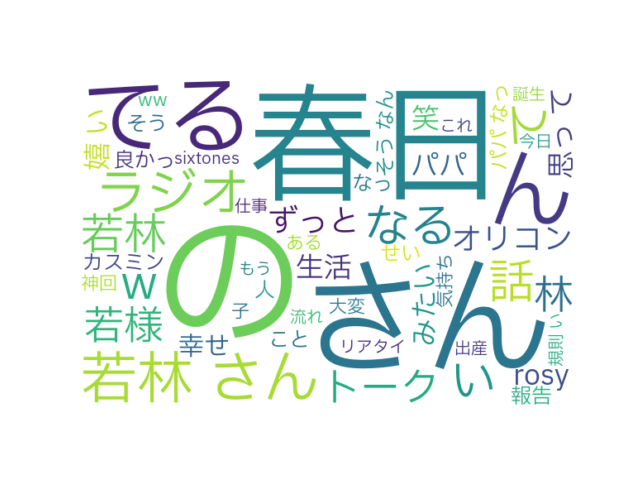 てる
ww
そう
い
嬉
良かっ
sixtones
春日
なん
そう
なっ
笑
これ
パパ
パパ
なっ
て
誕生
今日
って
思っ
ん
ラジオ
仕事
ずっと
なる
オリコン
若林
の
ある
せい
カスミン
神回
w
もう
人
生活
さん
みたい
気持ち
話
林
若様
子
大変
流れ
い
規則
幸せ
こと
リアタイ
出産
若林 さん
トーク
い
rosy
報告